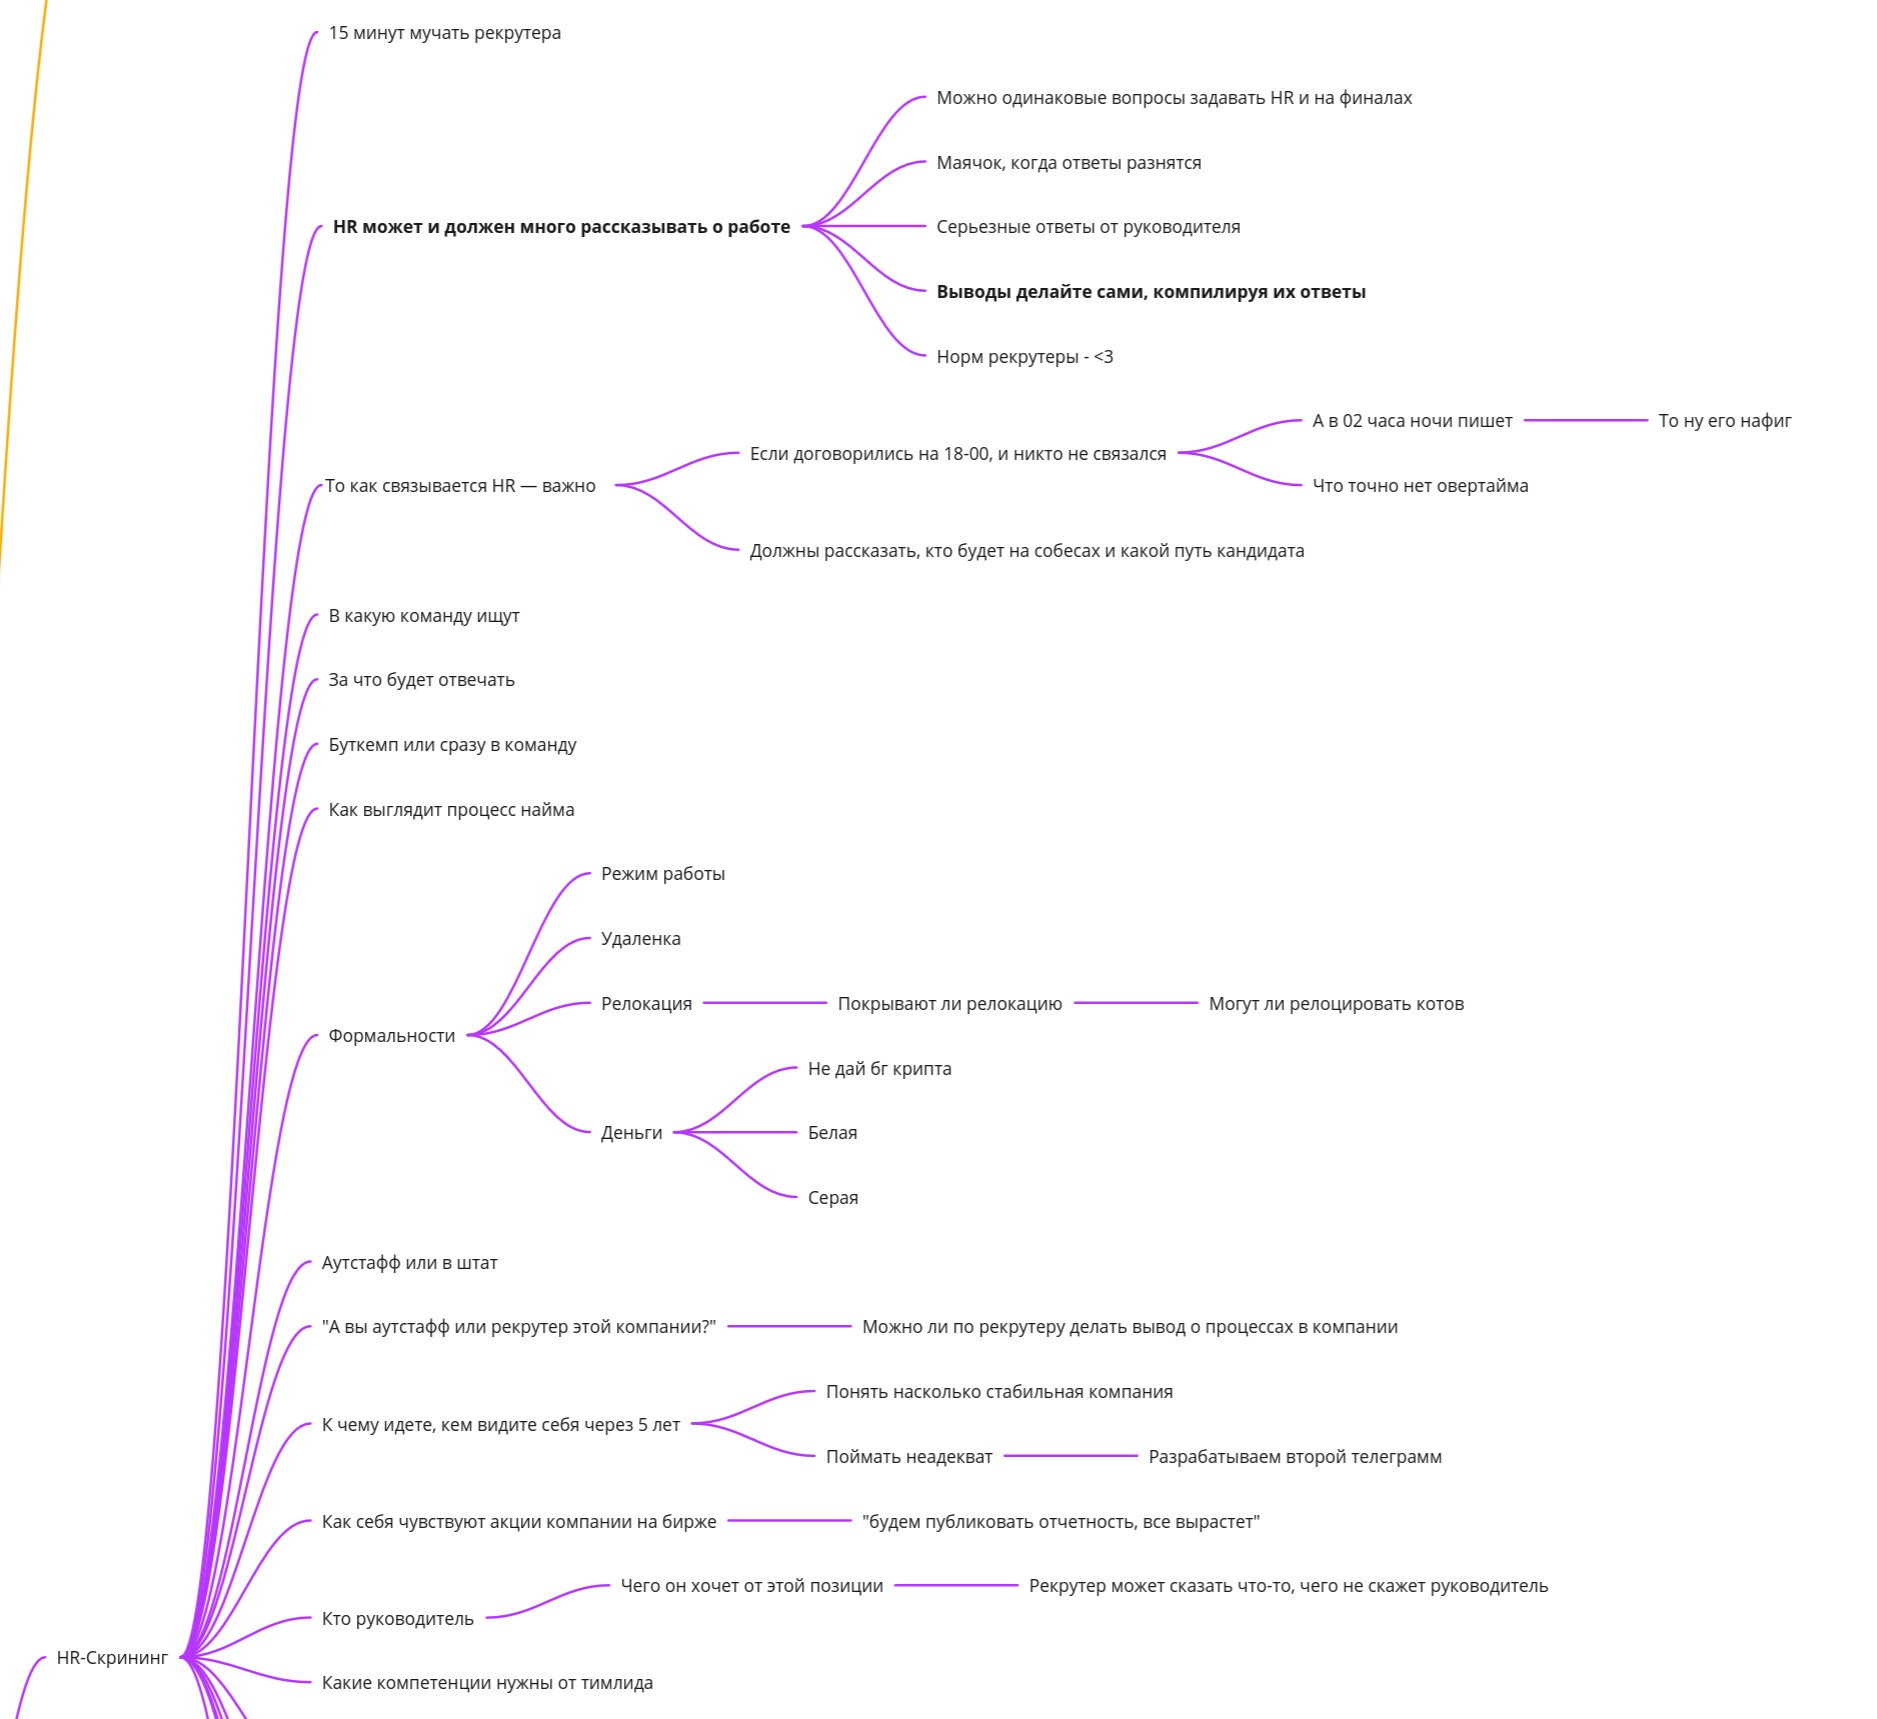 15 минут мучать рекрутера
Можно одинаковые вопросы задавать HR и на финалах
Маячок, когда ответы разнятся
HR может и должен много рассказывать о работе
Серьезные ответы от руководителя
Выводы делайте сами, компилируя их ответы
Норм рекрутеры - <3
А в 02 часа ночи пишет
То ну его нафиг
Если договорились на 18-00, и никто не связался
То как связывается HR — важно
Что точно нет овертайма
Должны рассказать, кто будет на собесах и какой путь кандидата
В какую команду ищут
За что будет отвечать
Буткемп или сразу в команду
Как выглядит процесс найма
Режим работы
Удаленка
Релокация
Покрывают ли релокацию
Могут ли релоцировать котов
Формальности
Не дай бг крипта
Деньги
Белая
Серая
Аутстафф или в штат
"А вы аутстафф или рекрутер этой компании?"
Можно ли по рекрутеру делать вывод о процессах в компании
Понять насколько стабильная компания
К чему идете, кем видите себя через 5 лет
Поймать неадекват
Разрабатываем второй телеграмм
Как себя чувствуют акции компании на бирже
"будем публиковать отчетность, все вырастет"
Чего он хочет от этой позиции
Рекрутер может сказать что-то, чего не скажет руководитель
Кто руководитель
HR-Скрининг
Какие компетенции нужны от тимлида